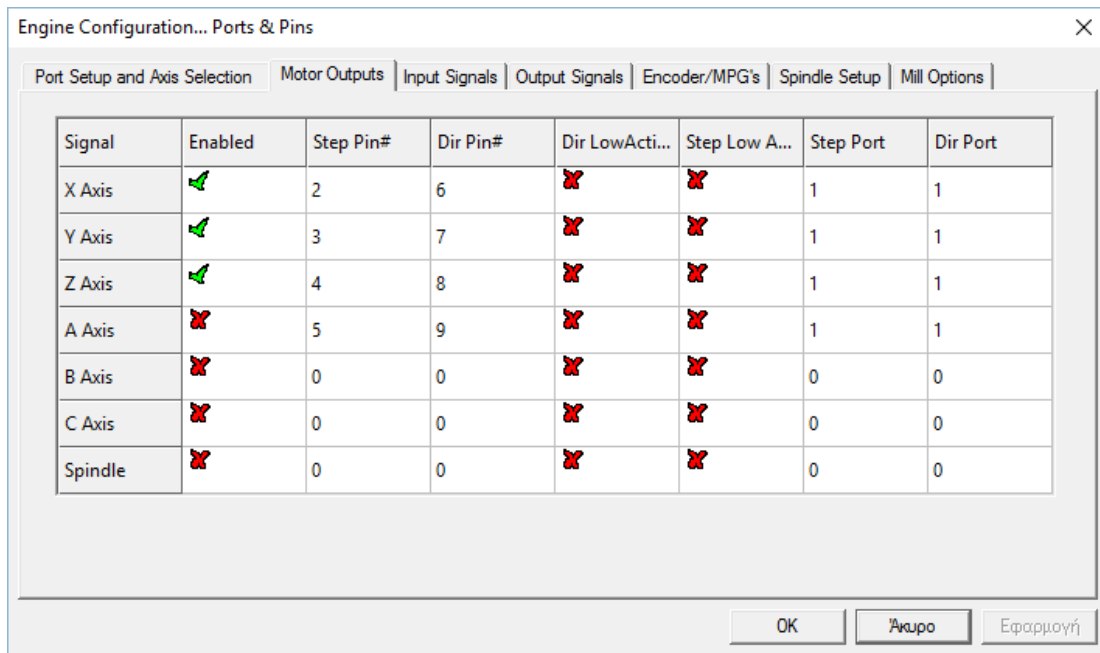 Engine Configuration... Ports & Pins
Port Setup and Axis Selection Motor Outputs Input Signals Output Signals Encoder/MPG's Spindle Setup Mill Options
Signal Enabled Step Pin# Dir Pin# Dir LowActi... Step Low A... Step Port Dir Port
X Axis 2 6 1 1
Y Axis 3 7 1 1
Z Axis 4 8 1 1
A Axis 5 9 1 1
B Axis 0 0 0 0
C Axis 0 0 0 0
Spindle 0 0 0 0
OK Άκυρο Εφαρμογή